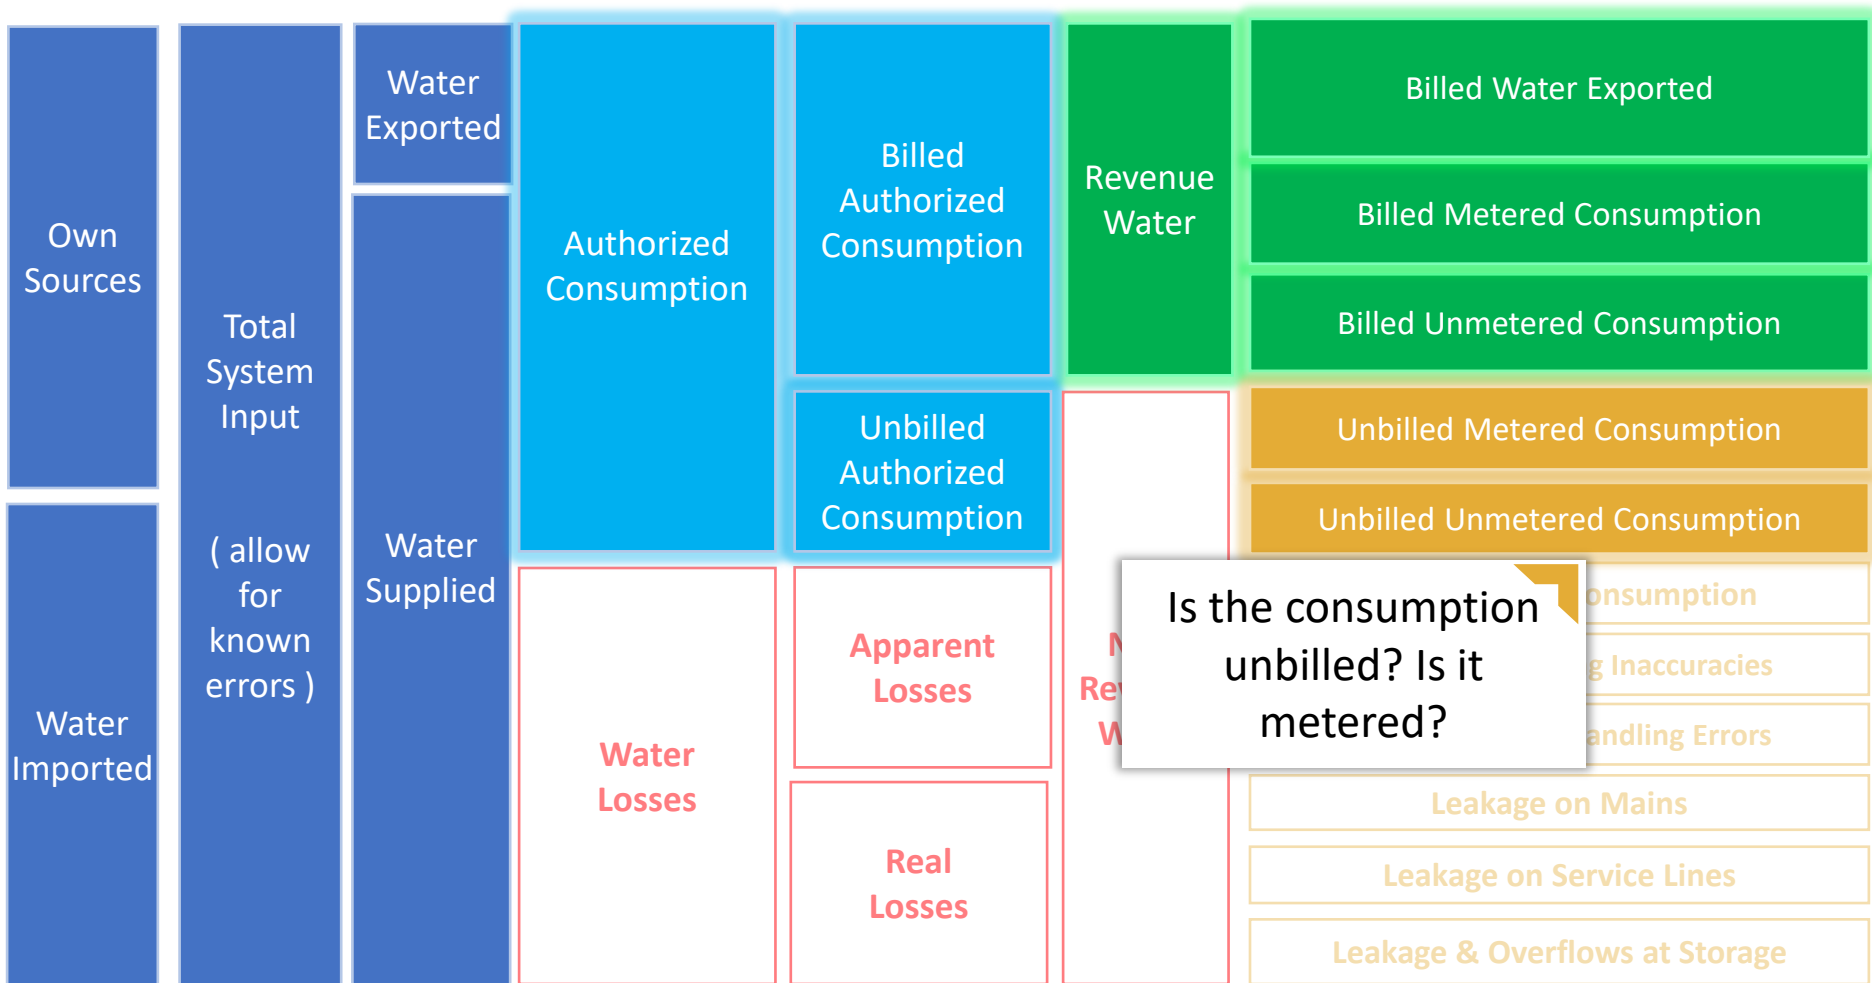 Own
Sources
Water
Imported
Total
System
Input
( allow
for
known
errors )
Water
Exported
Water
Supplied
Authorized
Consumption
Water
Losses
Billed
Authorized
Consumption
Unbilled
Authorized
Consumption
Apparent
Losses
Real
Losses
Revenue
Water
Billed Water Exported
Billed Metered Consumption
Billed Unmetered Consumption
Unbilled Metered Consumption
Unbilled Unmetered Consumption
Is the consumption
unbilled? Is it
metered?
Inaccuracies
Errors
Leakage on Mains
Leakage on Service Lines
Leakage & Overflows at Storage